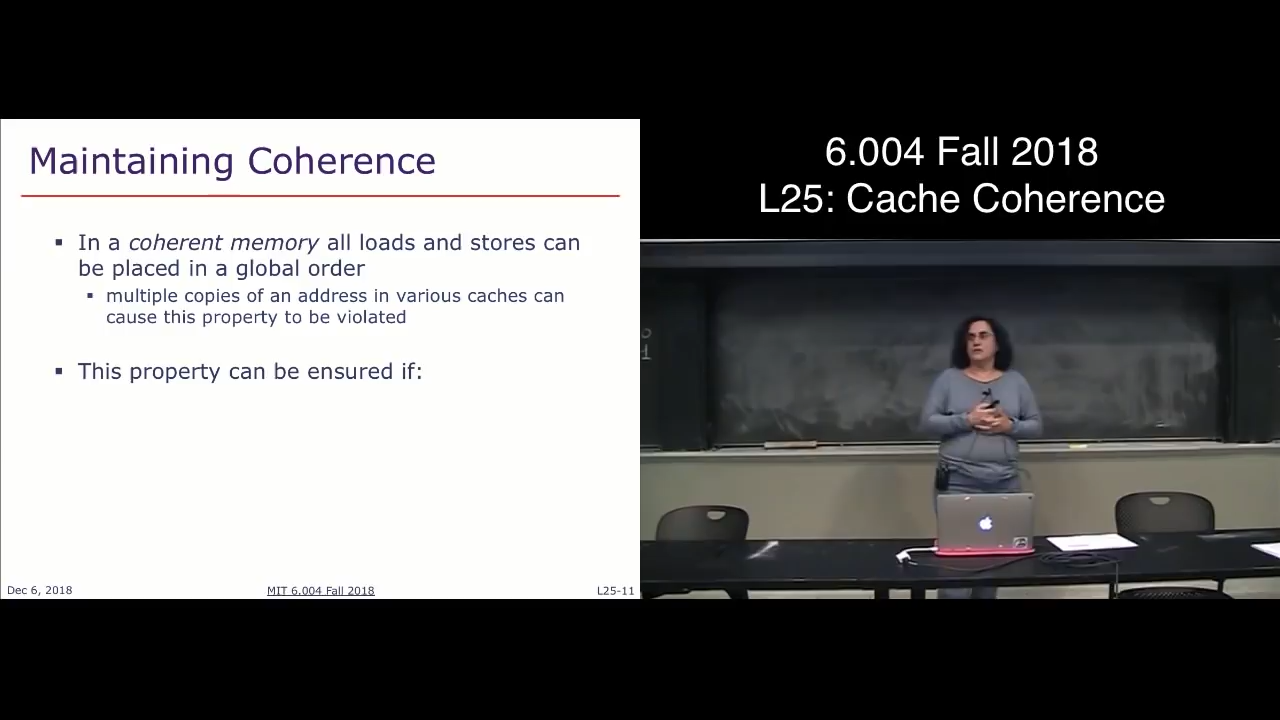 Maintaining Coherence
▪ In a coherent memory all loads and stores can
be placed in a global order
▪ multiple copies of an address in various caches can
cause this property to be violated
▪ This property can be ensured if:
Dec 6, 2018
MIT 6.004 Fall 2018
L25-11
6.004 Fall 2018
L25: Cache Coherence